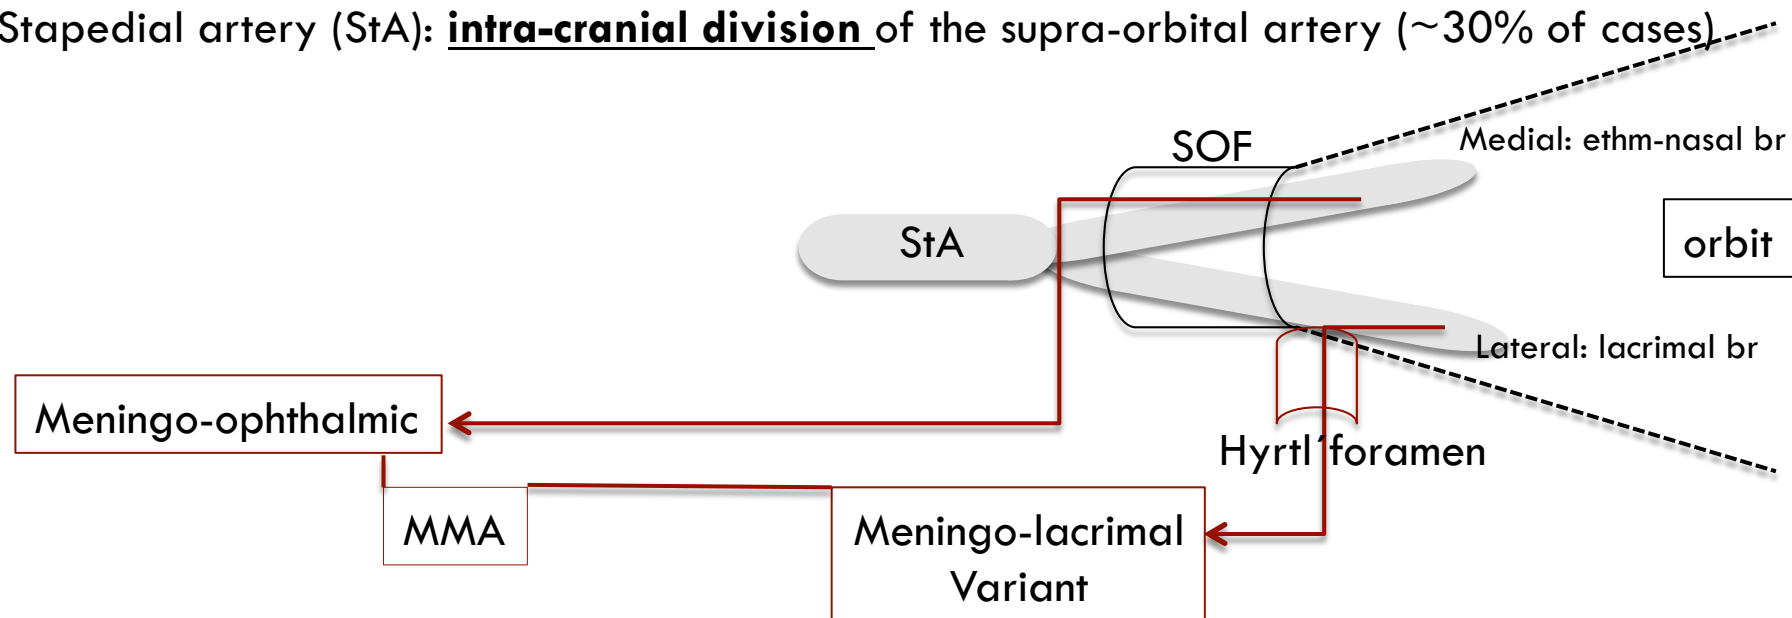 Stapedial artery (StA): intra-cranial division of the supra-orbital artery (~30% of cases)
SOF
Medial: ethm-nasal br
StA
orbit
Lateral: lacrimal br
Meningo-ophthalmic
Hyrtl´foramen
MMA
Meningo-lacrimal
Variant